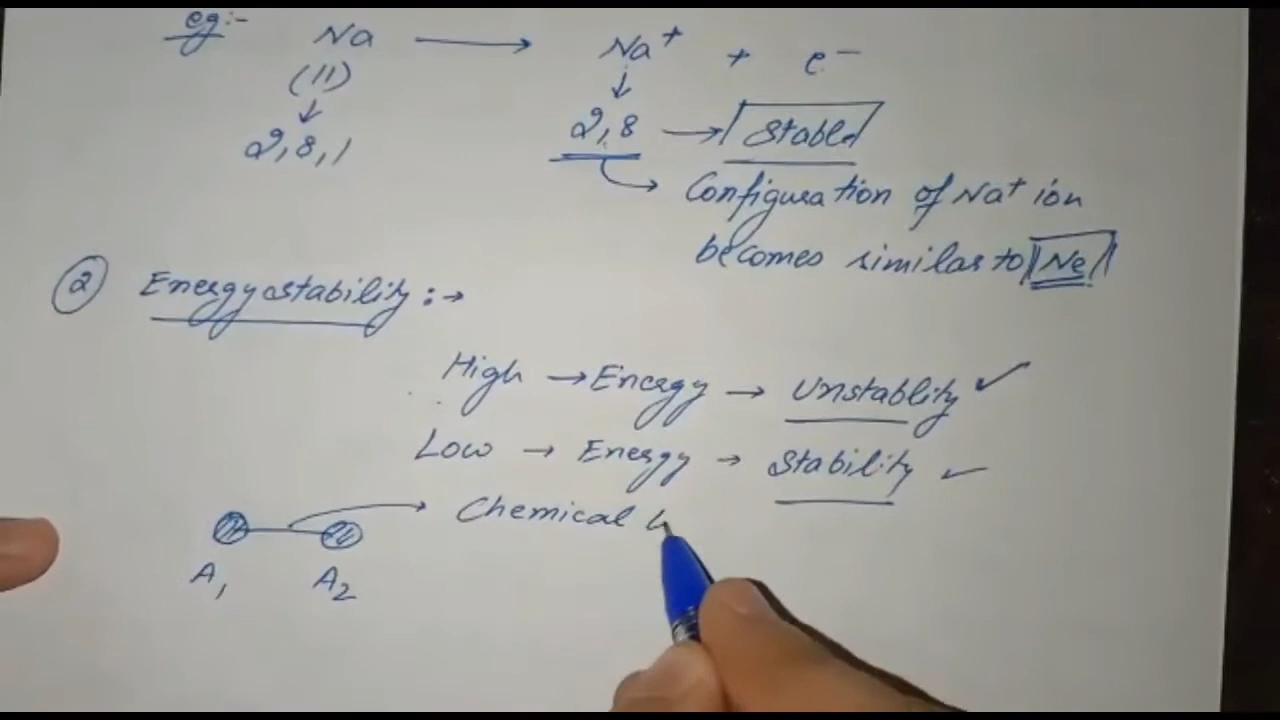 eg:-
Na → Na⁺ + e⁻
(11) ↓
↓ 2,8 → Stable
2,8,1
Configuration of Na⁺ ion
becomes similar to Ne
② Energy stability :→
High → Energy → Unstablity ✓
Low → Energy → Stability ✓
Chemical
A₁ A₂